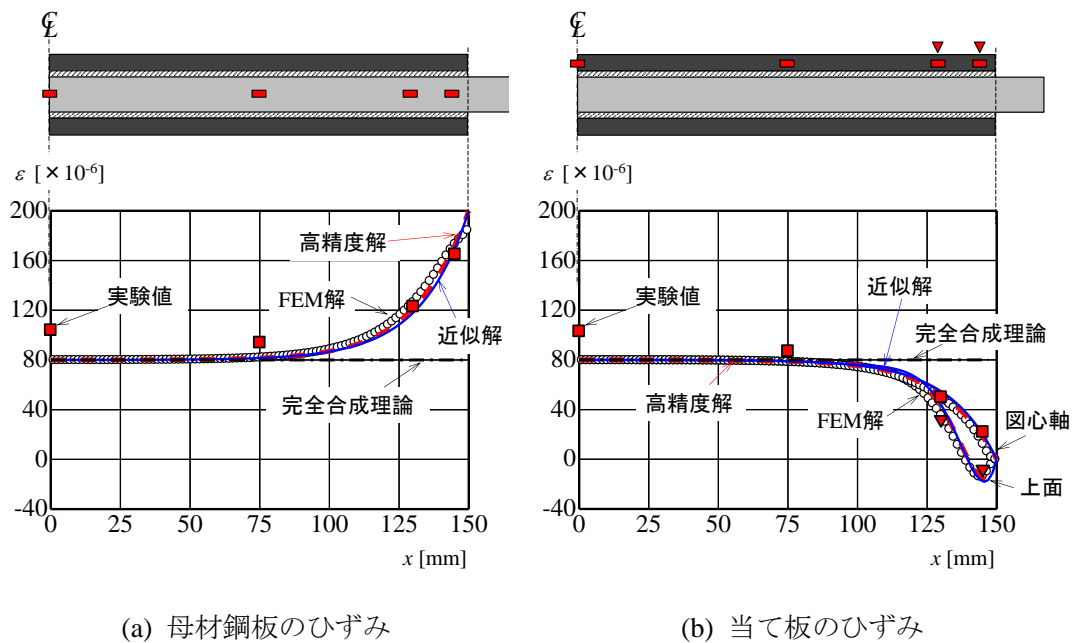 ℄
℄
ε [×10-6]
200
160
120
80
40
0
-40
高精度解
実験値
FEM解
近似解
完全合成理論
0 25 50 75 100 125 150
x [mm]
(a) 母材鋼板のひずみ
ε [×10-6]
200
160
120
80
40
0
-40
近似解
実験値
完全合成理論
高精度解
FEM解
図心軸
上面
0 25 50 75 100 125 150
x [mm]
(b) 当て板のひずみ